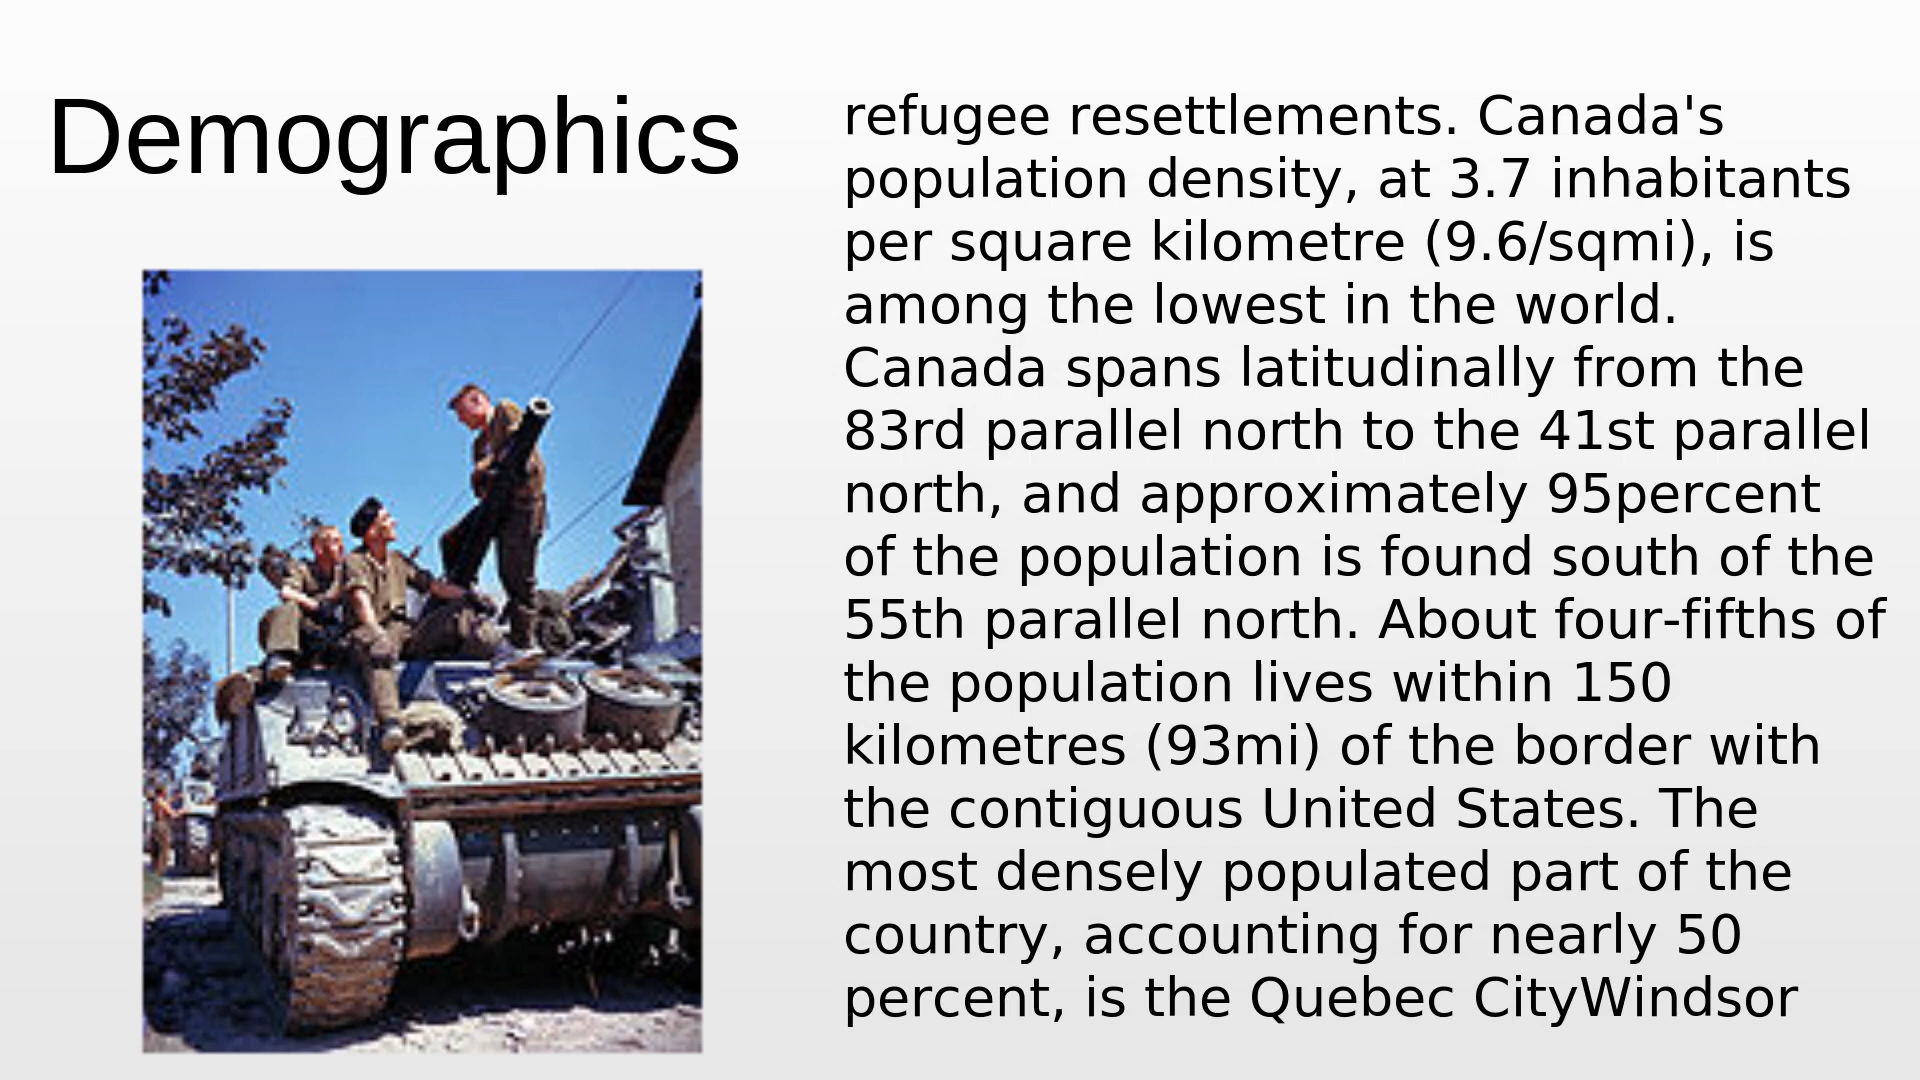 Demographics
refugee resettlements. Canada's
population density, at 3.7 inhabitants
per square kilometre (9.6/sqmi), is
among the lowest in the world.
Canada spans latitudinally from the
83rd parallel north to the 41st parallel
north, and approximately 95percent
of the population is found south of the
55th parallel north. About four-fifths of
the population lives within 150
kilometres (93mi) of the border with
the contiguous United States. The
most densely populated part of the
country, accounting for nearly 50
percent, is the Quebec CityWindsor